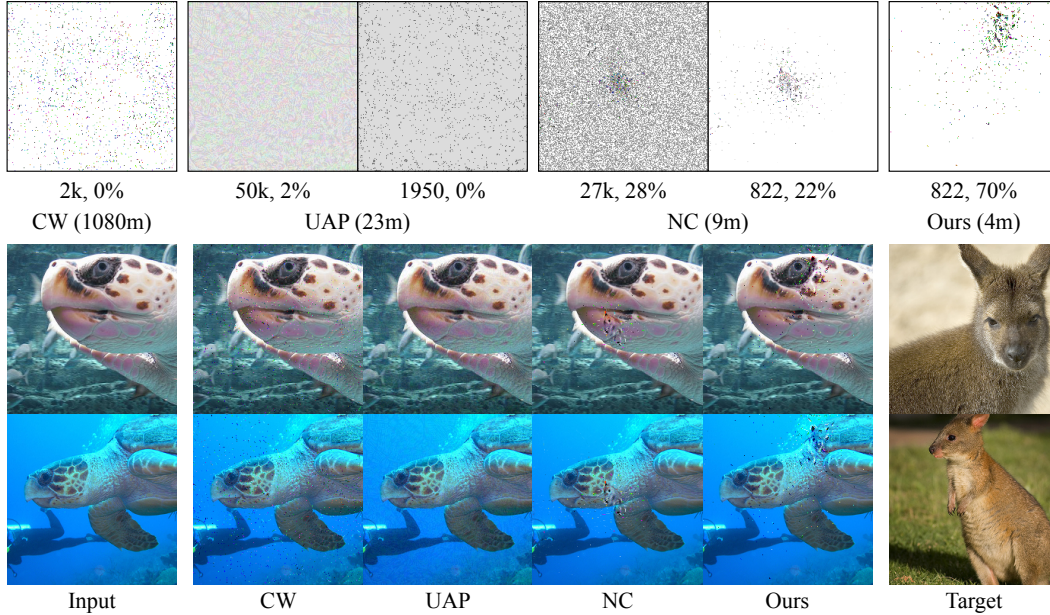 2k, 0% 50k, 2% 1950, 0% 27k, 28% 822, 22% 822, 70%
CW (1080m) UAP (23m) NC (9m) Ours (4m)
Input CW UAP NC Ours Target